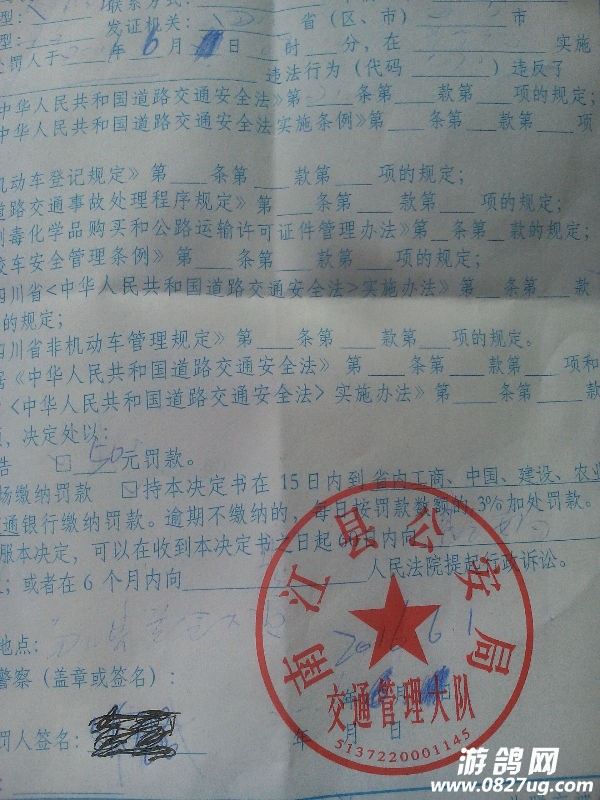 型: 联系方式:
型: 发证机关: 省(区、市) 市
处罚人于 年6月 日 时 分，在 实施
违法行为(代码 )违反了
中华人民共和国道路交通安全法》第 条第 款第 项的规定；
中华人民共和国道路交通安全法实施条例》第 条第 款第 项
机动车登记规定》第 条第 款第 项的规定；
道路交通事故处理程序规定》第 条第 款第 项的规定；
制毒化学品购买和公路运输许可证件管理办法》第 条第 款的规定；
校车安全管理条例》第 条第 款第 项的规定；
四川省<中华人民共和国道路交通安全法>实施办法》第 条第 款
的规定；
四川省非机动车管理规定》第 条第 款第 项的规定。
《中华人民共和国道路交通安全法》第 条第 款第 项和
<中华人民共和国道路交通安全法>实施办法》第 条第 款
，决定处以：
告 50元罚款。
场缴纳罚款 持本决定书在15日内到省内工商、中国、建设、农业
通银行缴纳罚款。逾期不缴纳的，每日按罚款数额的3%加处罚款。
服本决定，可以在收到本决定书之日起60日内向
，或者在6个月内向 人民法院提起行政诉讼。
地点：
2016.6.1
警察(盖章或签名)：
年 月 日
罚人签名：
年 月 日
南江县公安局
交通管理大队
5137220001145
游鸽网
www.0827ug.com